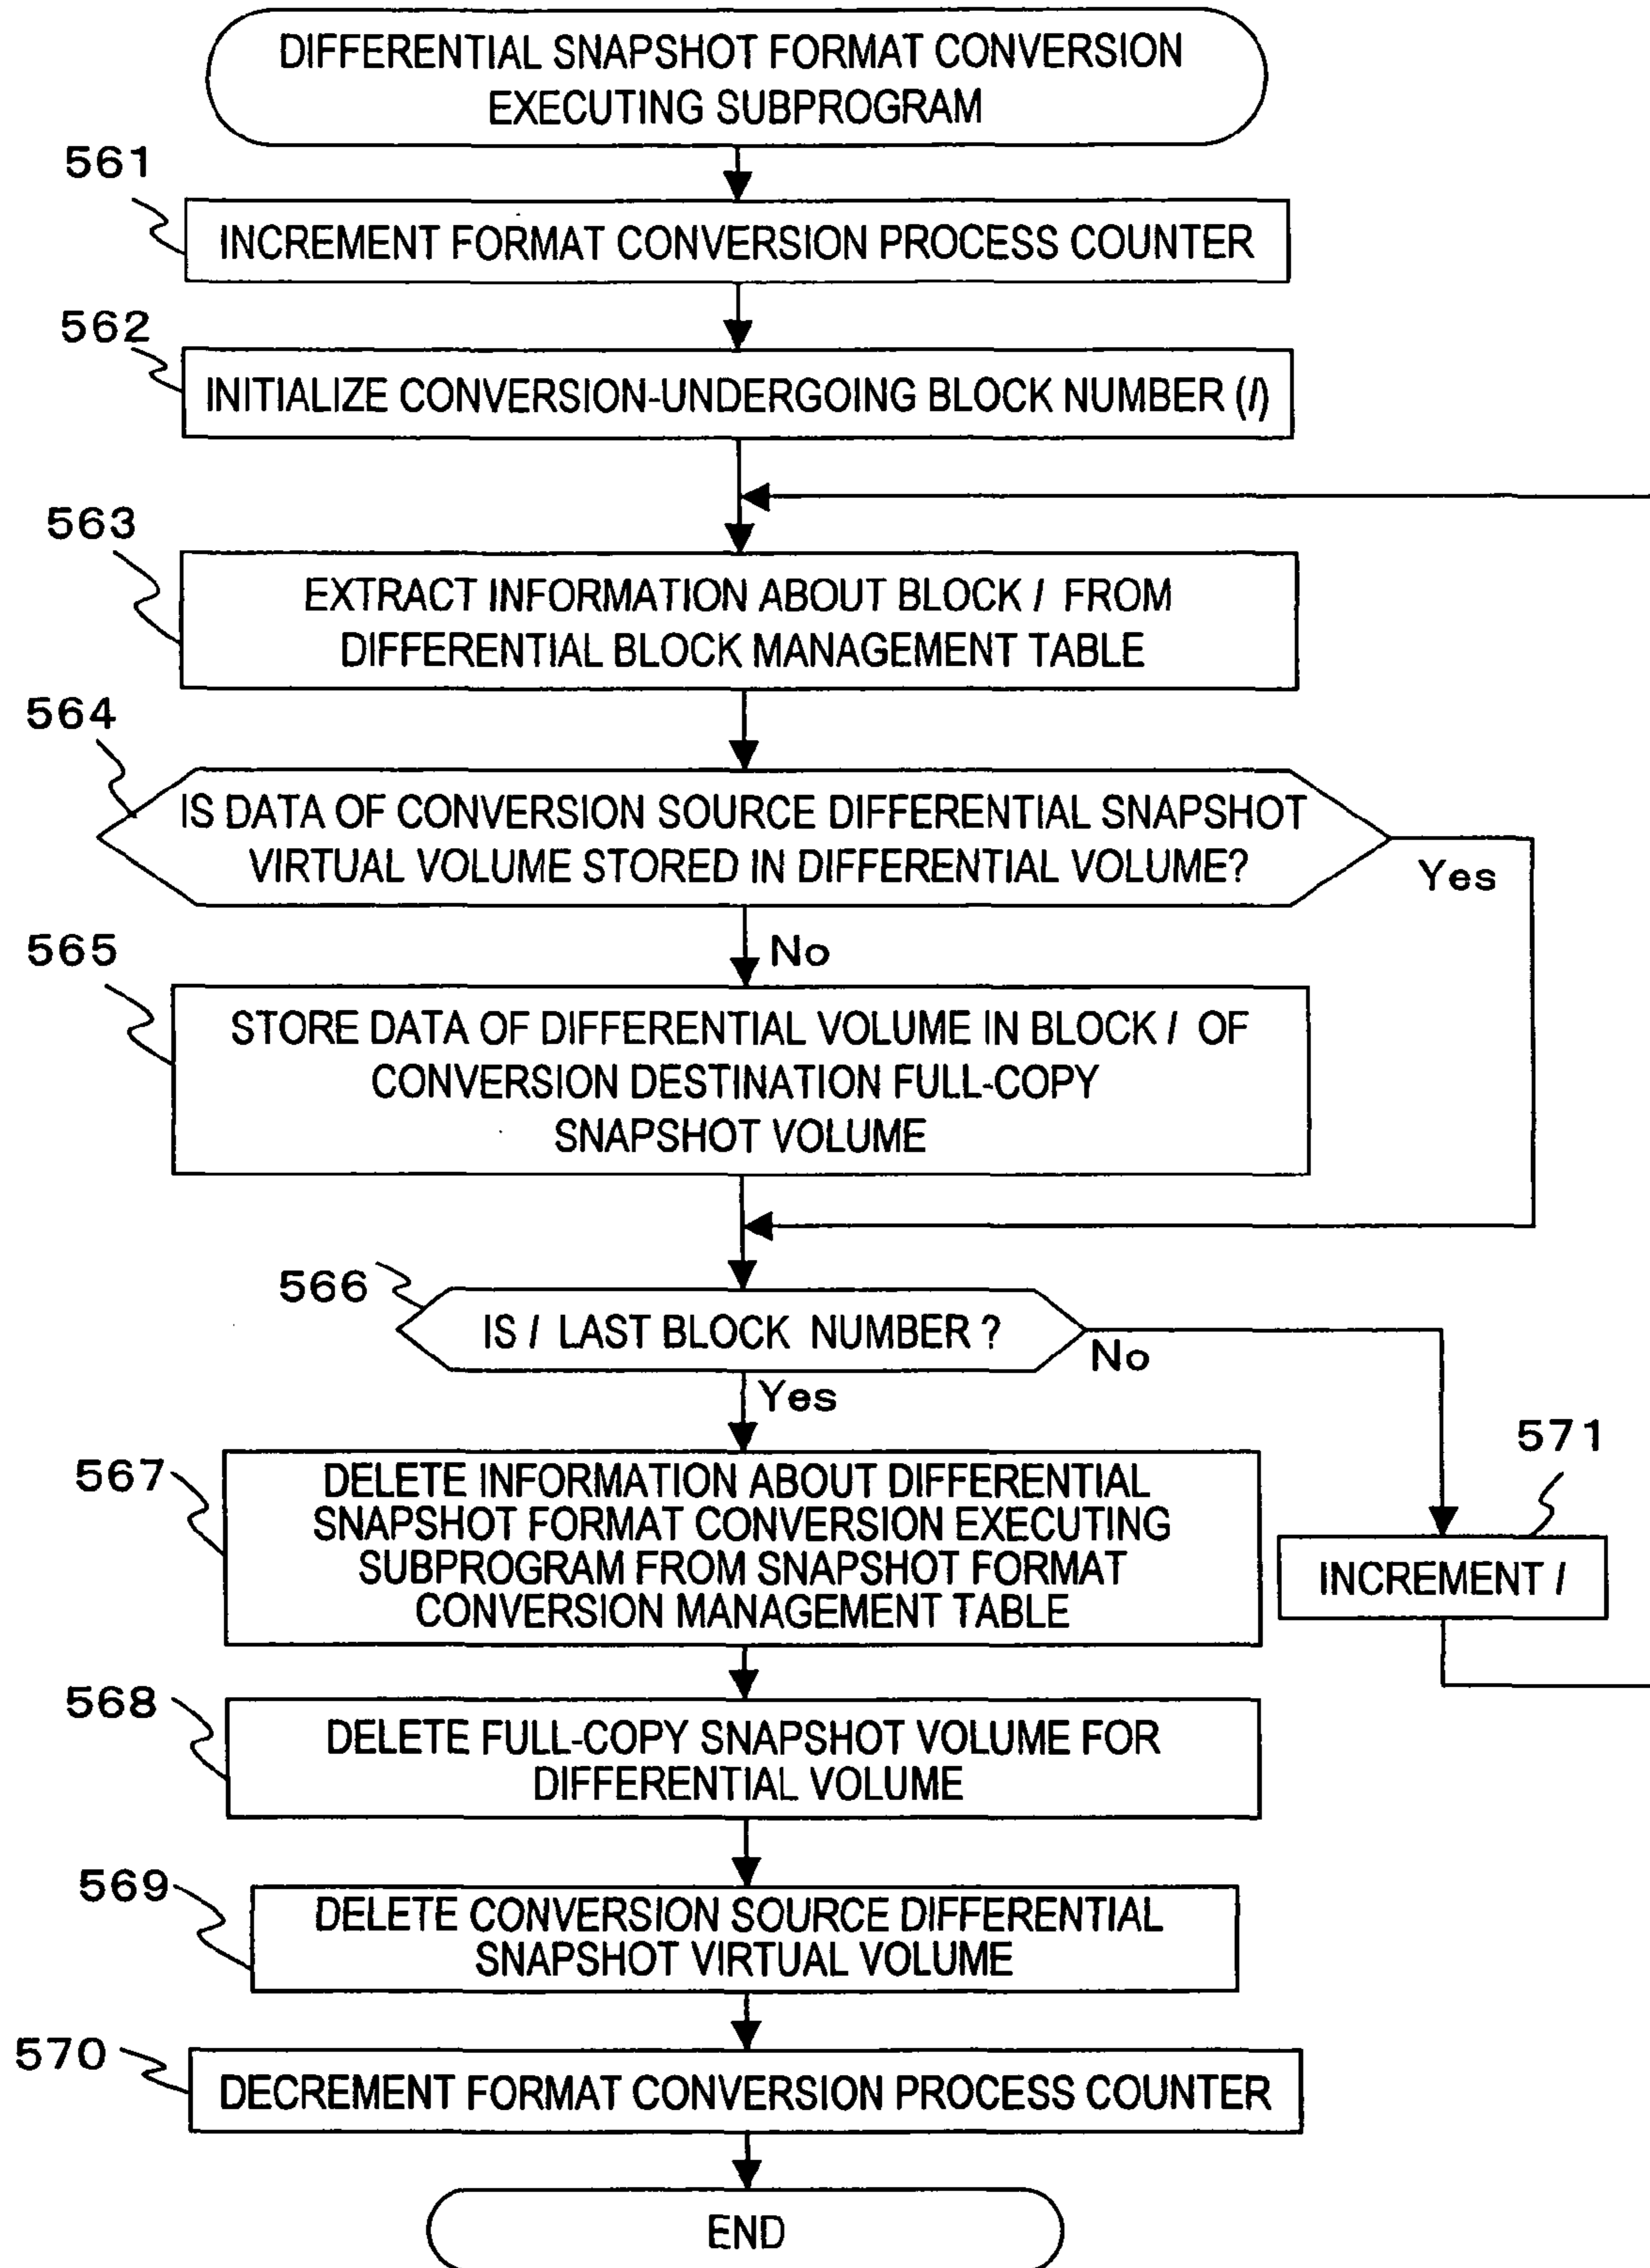 DIFFERENTIAL SNAPSHOT FORMAT CONVERSION
EXECUTING SUBPROGRAM
561
INCREMENT FORMAT CONVERSION PROCESS COUNTER
562
INITIALIZE CONVERSION-UNDERGOING BLOCK NUMBER (I)
563
EXTRACT INFORMATION ABOUT BLOCK I FROM
DIFFERENTIAL BLOCK MANAGEMENT TABLE
564
IS DATA OF CONVERSION SOURCE DIFFERENTIAL SNAPSHOT
VIRTUAL VOLUME STORED IN DIFFERENTIAL VOLUME?
Yes
No
565
STORE DATA OF DIFFERENTIAL VOLUME IN BLOCK I OF
CONVERSION DESTINATION FULL-COPY
SNAPSHOT VOLUME
566
IS I LAST BLOCK NUMBER ?
No
Yes
571
INCREMENT I
567
DELETE INFORMATION ABOUT DIFFERENTIAL
SNAPSHOT FORMAT CONVERSION EXECUTING
SUBPROGRAM FROM SNAPSHOT FORMAT
CONVERSION MANAGEMENT TABLE
568
DELETE FULL-COPY SNAPSHOT VOLUME FOR
DIFFERENTIAL VOLUME
569
DELETE CONVERSION SOURCE DIFFERENTIAL
SNAPSHOT VIRTUAL VOLUME
570
DECREMENT FORMAT CONVERSION PROCESS COUNTER
END